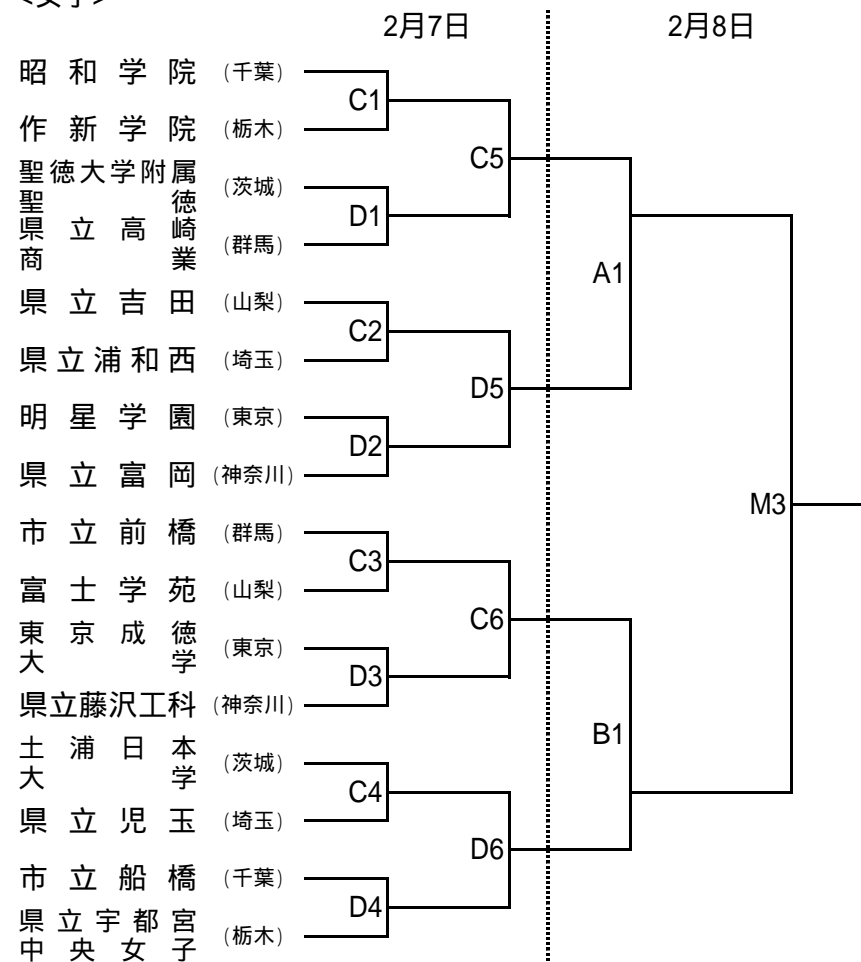 <女子>
2月7日 2月8日
昭和学院 (千葉)
C1
作新学院 (栃木)
C5
聖徳大学附属
聖徳 (茨城)
D1
県立高崎
商業 (群馬)
A1
県立吉田 (山梨)
C2
県立浦和西 (埼玉)
D5
明星学園 (東京)
D2
県立富岡 (神奈川)
M3
市立前橋 (群馬)
C3
富士学苑 (山梨)
C6
東京成徳
大学 (東京)
D3
県立藤沢工科 (神奈川)
B1
土浦日本
大学 (茨城)
C4
県立児玉 (埼玉)
D6
市立船橋 (千葉)
D4
県立宇都宮
中央女子 (栃木)